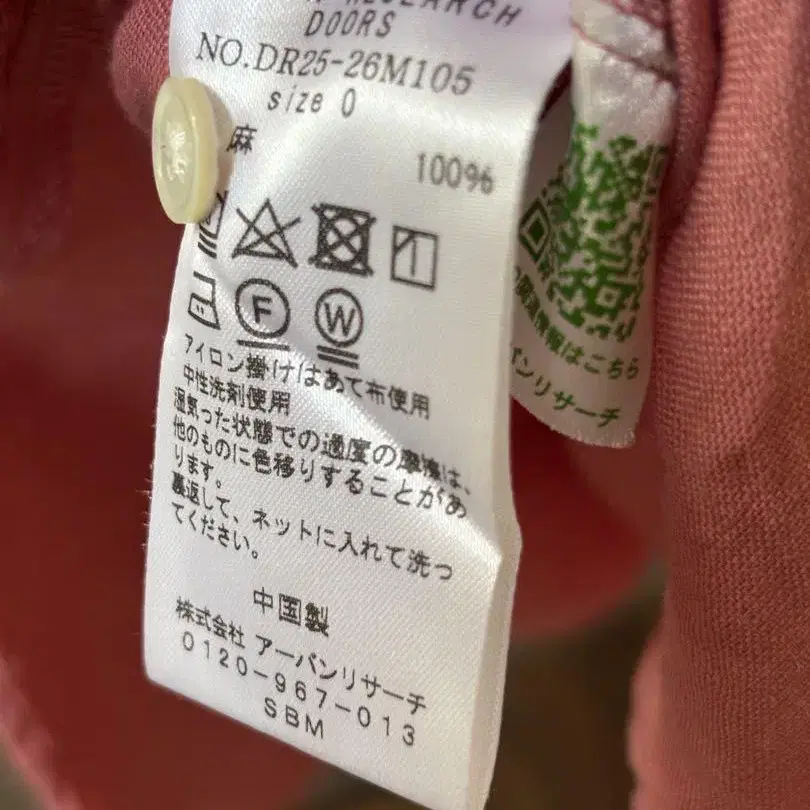 RESEARCH
DOORS
NO.DR25-26M105
size 0
麻 100%
F W
アイロン掛けはあて布使用
中性洗剤使用
湿気った状態での過度の摩擦は、
他のものに色移りすることがあ
ります。
裏返して、ネットに入れて洗っ
てください。
中国製
株式会社 アーバンリサーチ
0120-967-013
SBM
情報はこちら
バンリサーチ